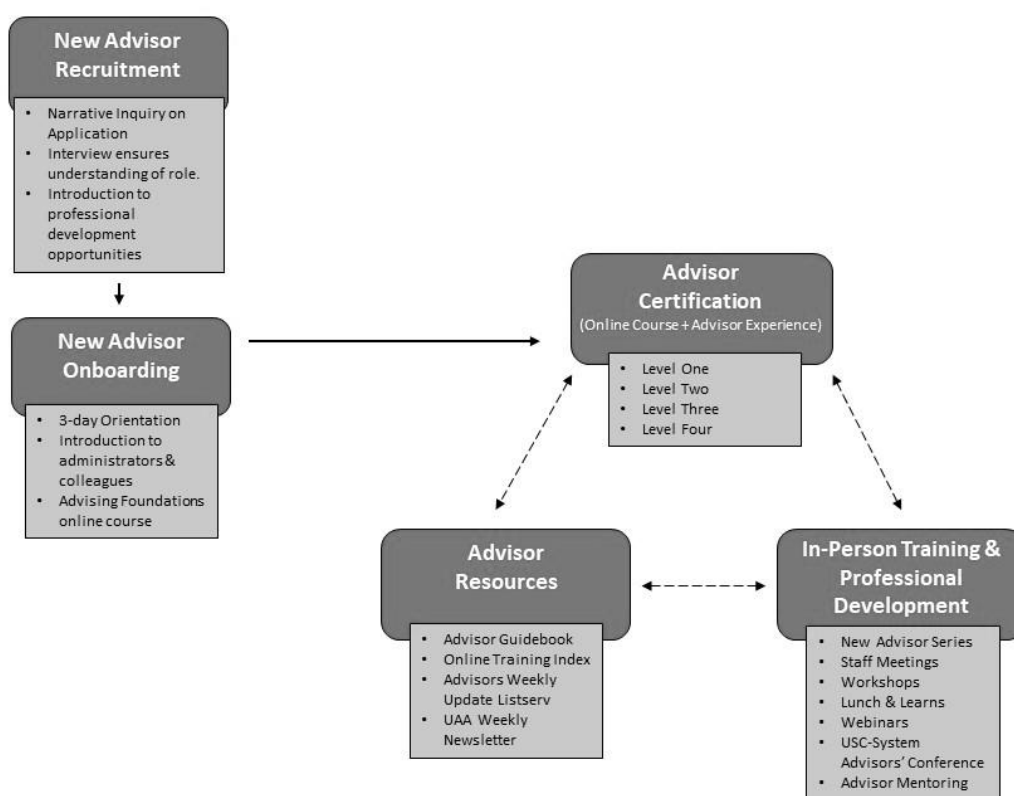 New Advisor
Recruitment
• Narrative Inquiry on
Application
• Interview ensures
understanding of role.
• Introduction to
professional
development
opportunities
New Advisor
Onboarding
• 3-day Orientation
• Introduction to
administrators &
colleagues
• Advising Foundations
online course
Advisor
Certification
(Online Course + Advisor Experience)
• Level One
• Level Two
• Level Three
• Level Four
Advisor
Resources
• Advisor Guidebook
• Online Training Index
• Advisors Weekly
Update Listserv
• UAA Weekly
Newsletter
In-Person Training &
Professional
Development
• New Advisor Series
• Staff Meetings
• Workshops
• Lunch & Learns
• Webinars
• USC-System
Advisors' Conference
• Advisor Mentoring